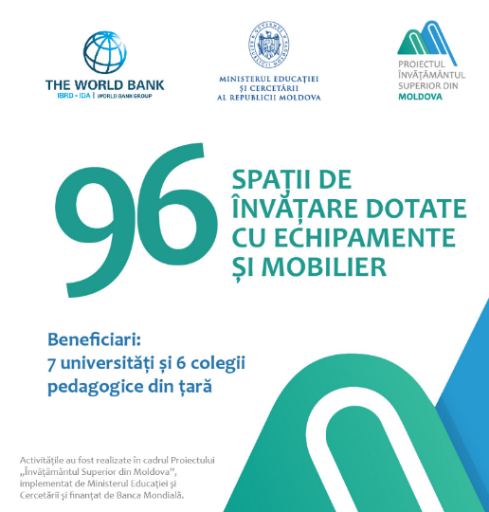 THE WORLD BANK
IBRD • IDA | WORLD BANK GROUP
MINISTERUL EDUCAȚIEI
ȘI CERCETĂRII
AL REPUBLICII MOLDOVA
PROIECTUL
ÎNVĂȚĂMÂNTUL
SUPERIOR DIN
MOLDOVA
96
SPAȚII DE
ÎNVĂȚARE DOTATE
CU ECHIPAMENTE
ȘI MOBILIER
Beneficiari:
7 universități și 6 colegii
pedagogice din țară
Activitățile au fost realizate în cadrul Proiectului
„Învățământul Superior din Moldova”,
implementat de Ministerul Educației și
Cercetării și finanțat de Banca Mondială.